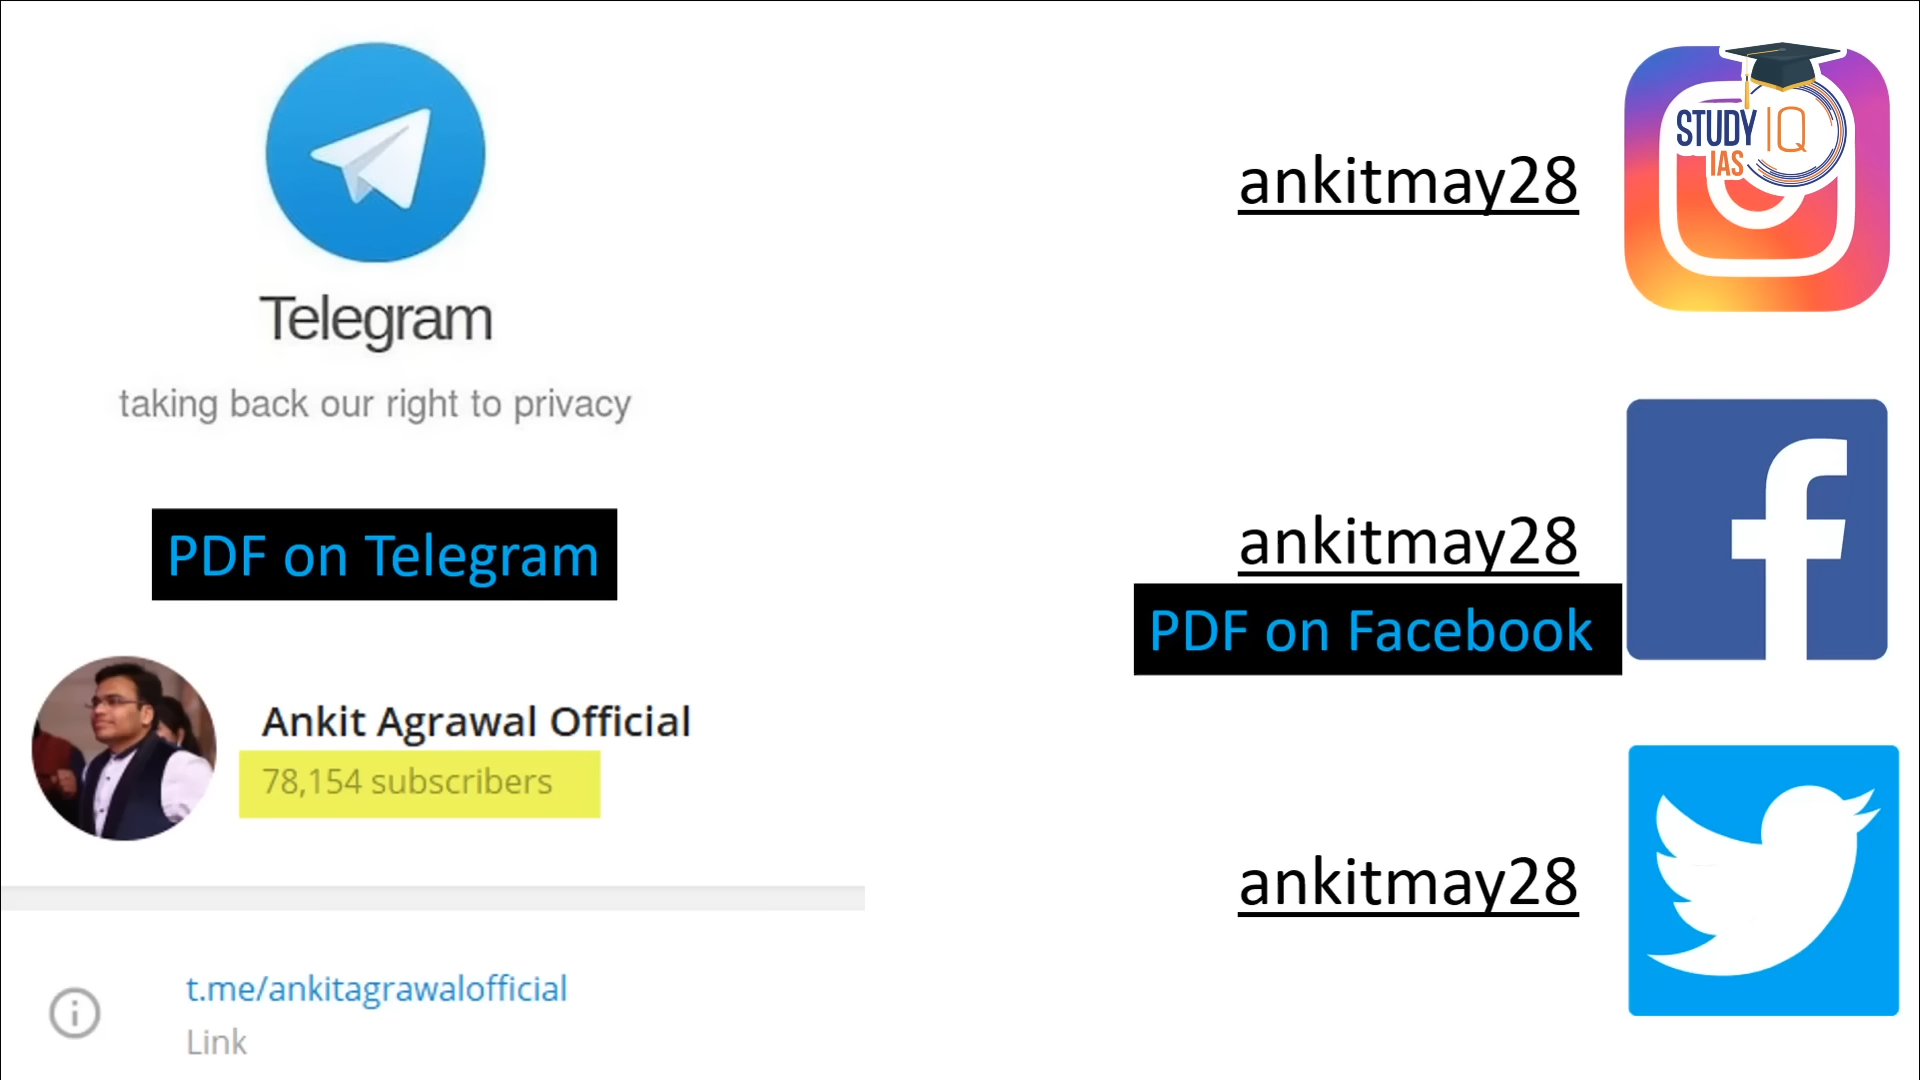 Telegram
taking back our right to privacy
PDF on Telegram
Ankit Agrawal Official
78,154 subscribers
t.me/ankitagrawalofficial
Link
STUDY IQ
IAS
ankitmay28
ankitmay28
PDF on Facebook
ankitmay28